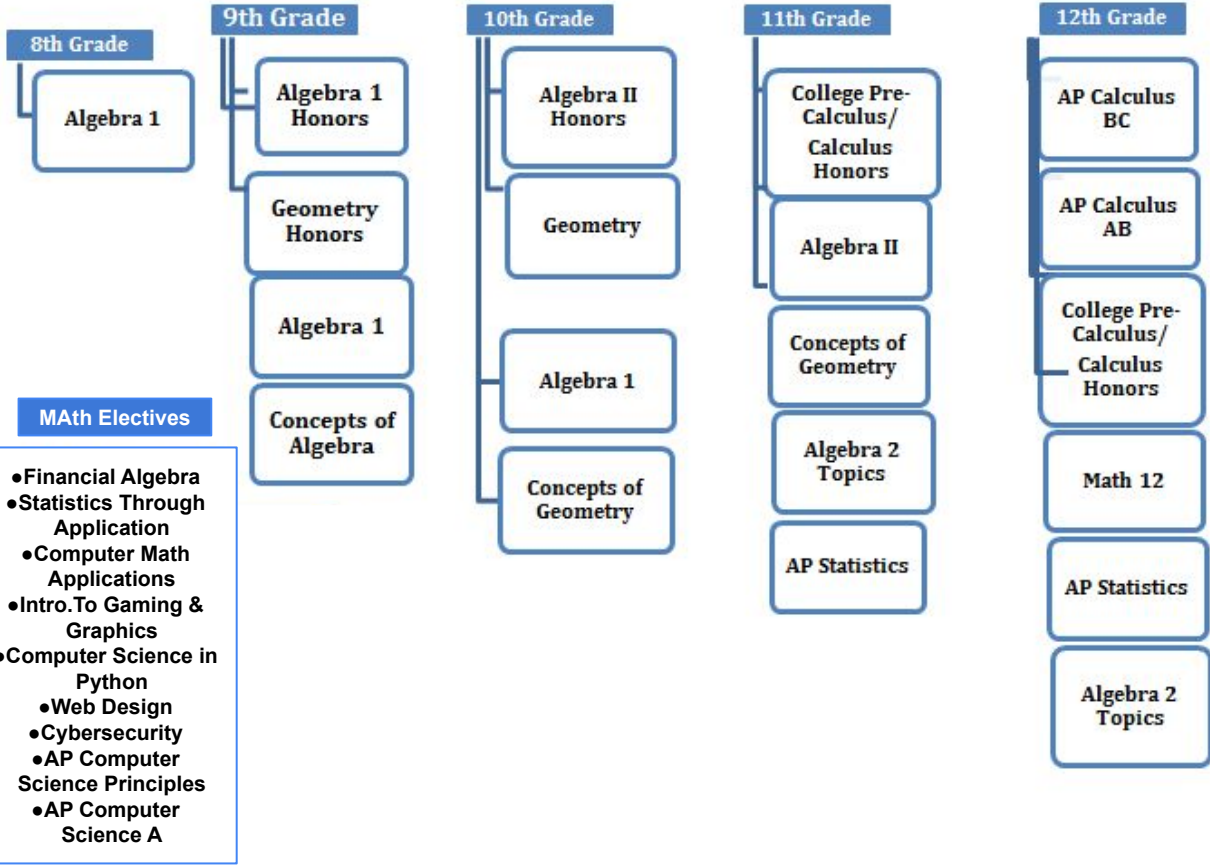 8th Grade
Algebra 1
9th Grade
Algebra 1
Honors
Geometry
Honors
Algebra 1
Concepts of
Algebra
10th Grade
Algebra II
Honors
Geometry
Algebra 1
Concepts of
Geometry
11th Grade
College Pre-
Calculus/
Calculus
Honors
Algebra II
Concepts of
Geometry
Algebra 2
Topics
AP Statistics
12th Grade
AP Calculus
BC
AP Calculus
AB
College Pre-
Calculus/
Calculus
Honors
Math 12
AP Statistics
Algebra 2
Topics
MAth Electives
●Financial Algebra
●Statistics Through
Application
●Computer Math
Applications
●Intro.To Gaming &
Graphics
●Computer Science in
Python
●Web Design
●Cybersecurity
●AP Computer
Science Principles
●AP Computer
Science A